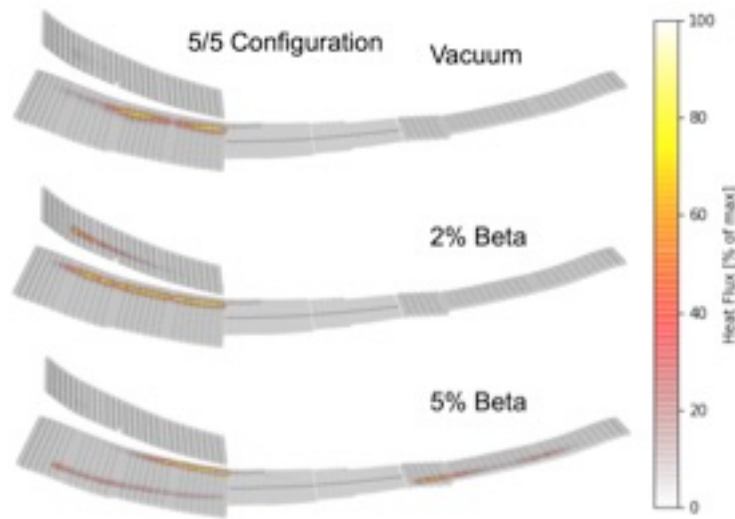 5/5 Configuration
Vacuum
2% Beta
5% Beta
100
80
60
40
20
0
Heat Flux [% of max]